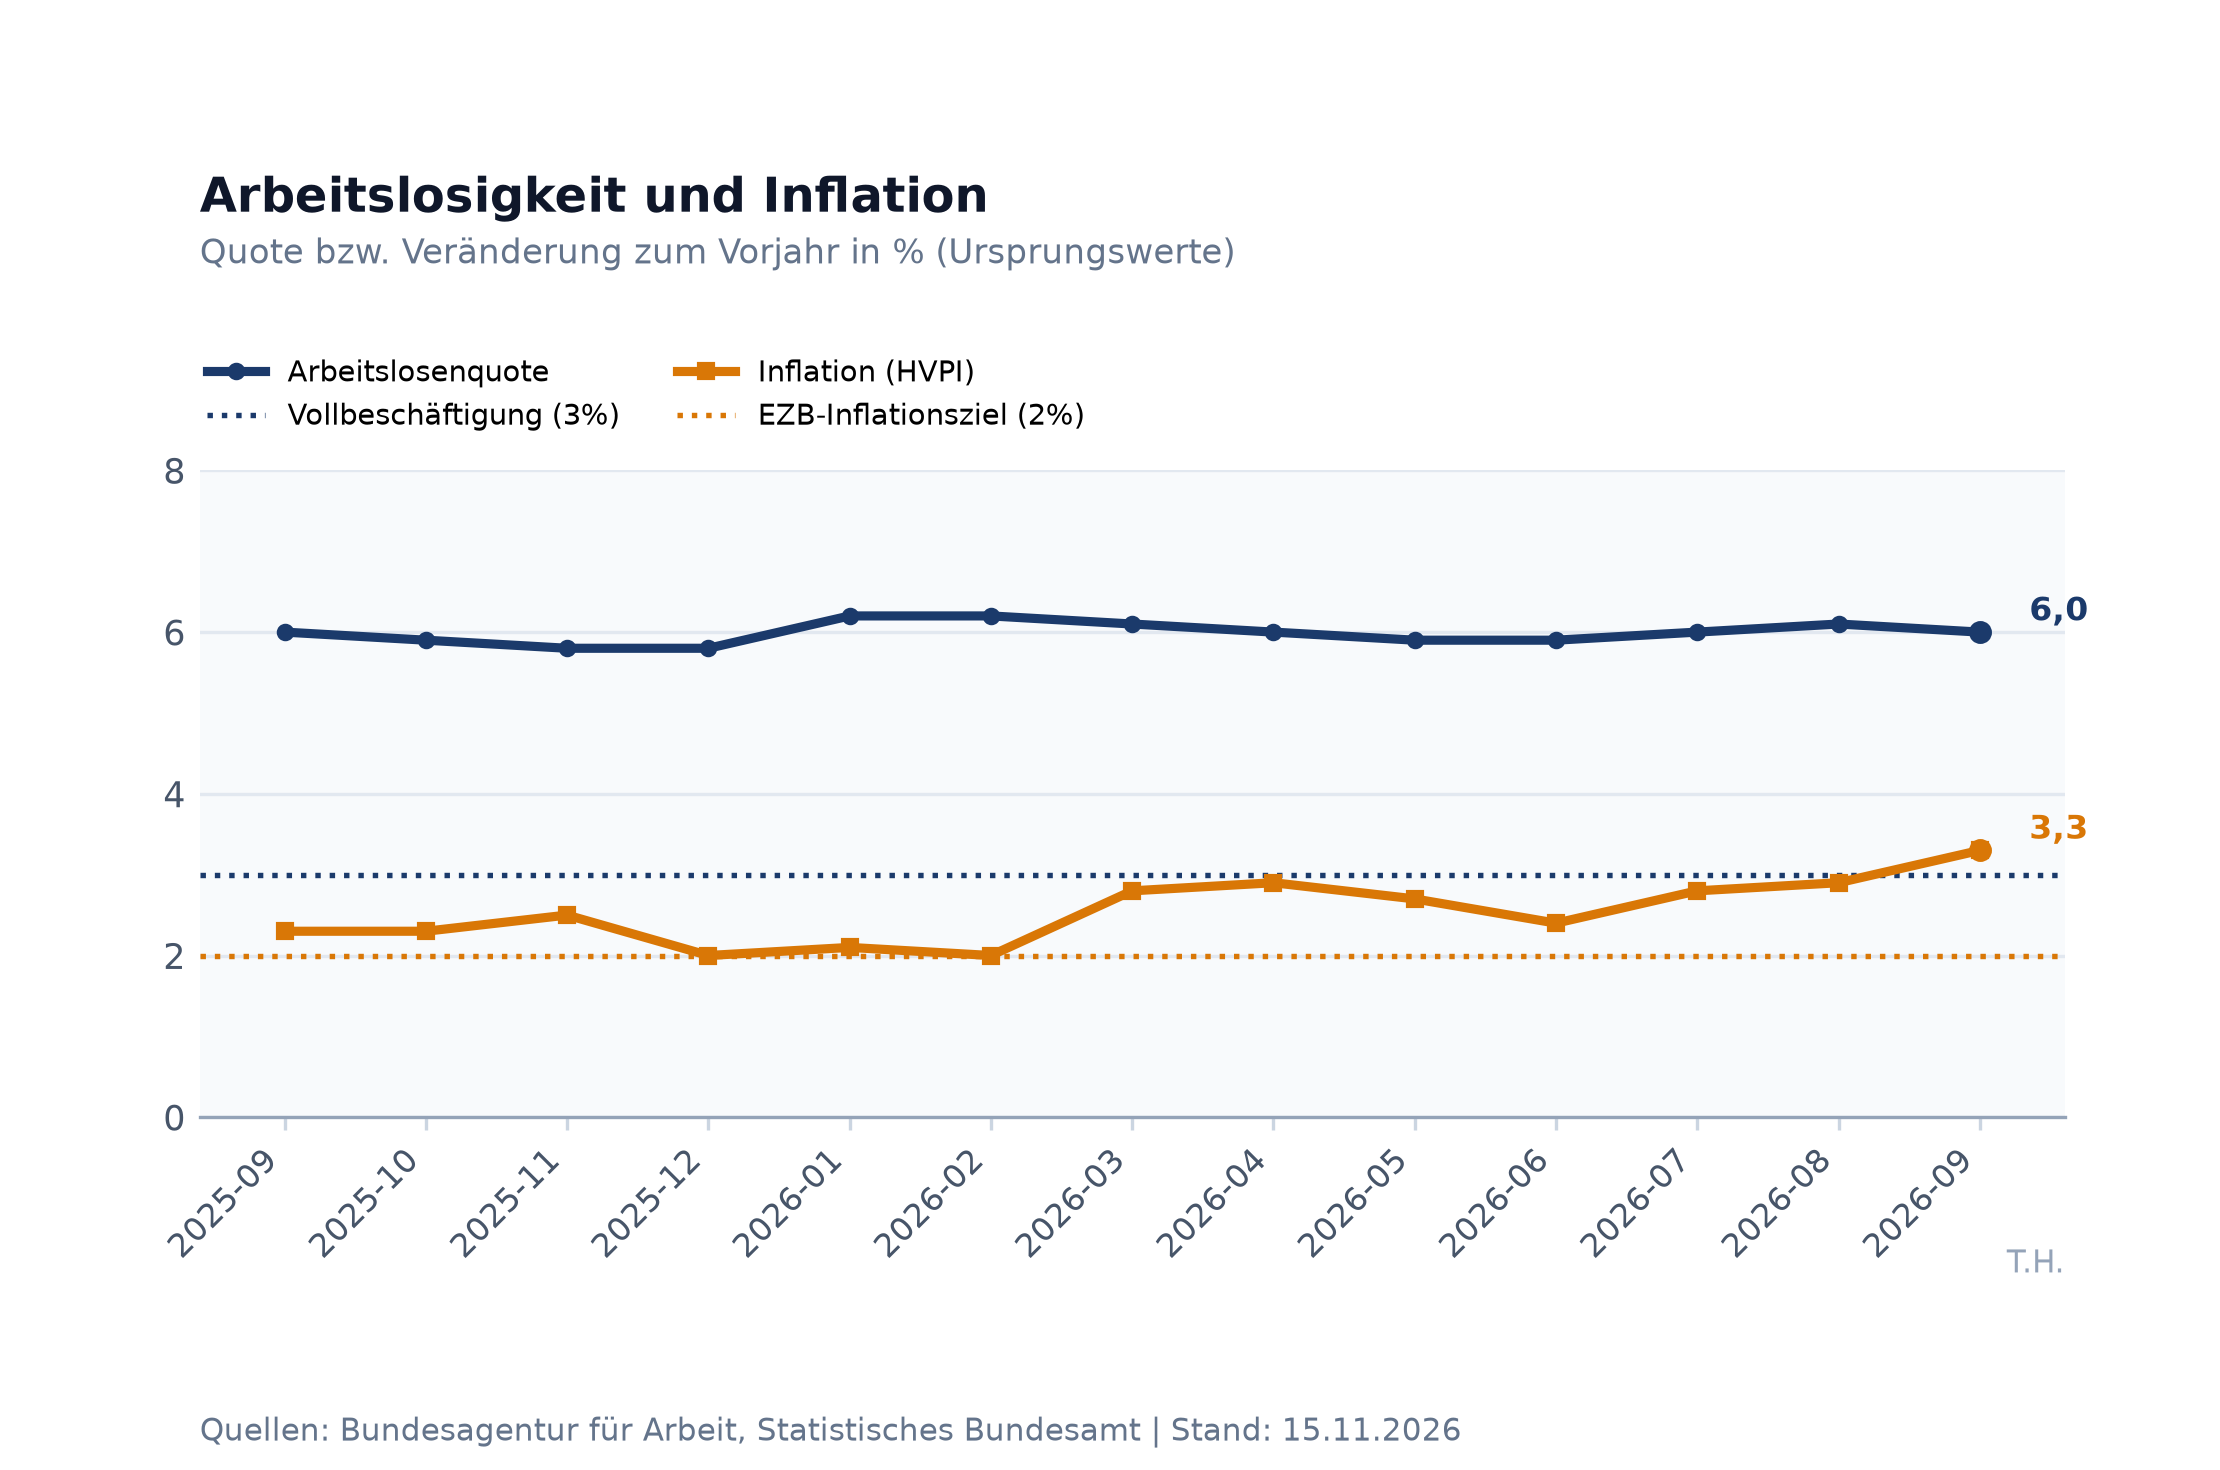 Arbeitslosigkeit und Inflation
Quote bzw. Veränderung zum Vorjahr in % (Ursprungswerte)
Arbeitslosenquote
Inflation (HVPI)
Vollbeschäftigung (3%)
EZB-Inflationsziel (2%)
8
6
4
2
0
6,0
3,3
2025-09
2025-10
2025-11
2025-12
2026-01
2026-02
2026-03
2026-04
2026-05
2026-06
2026-07
2026-08
2026-09
T.H.
Quellen: Bundesagentur für Arbeit, Statistisches Bundesamt | Stand: 15.11.2026